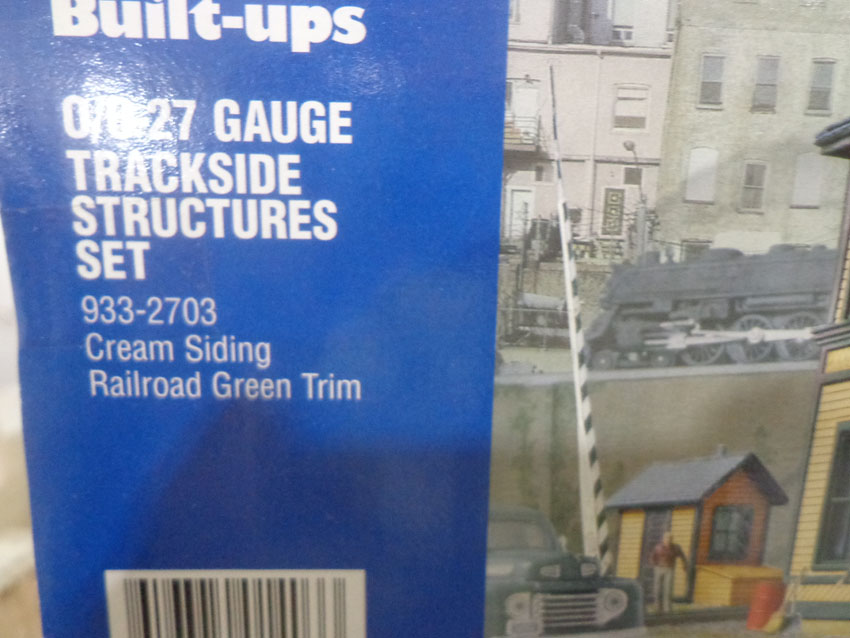 Built-ups
O/O-27 GAUGE
TRACKSIDE
STRUCTURES
SET
933-2703
Cream Siding
Railroad Green Trim